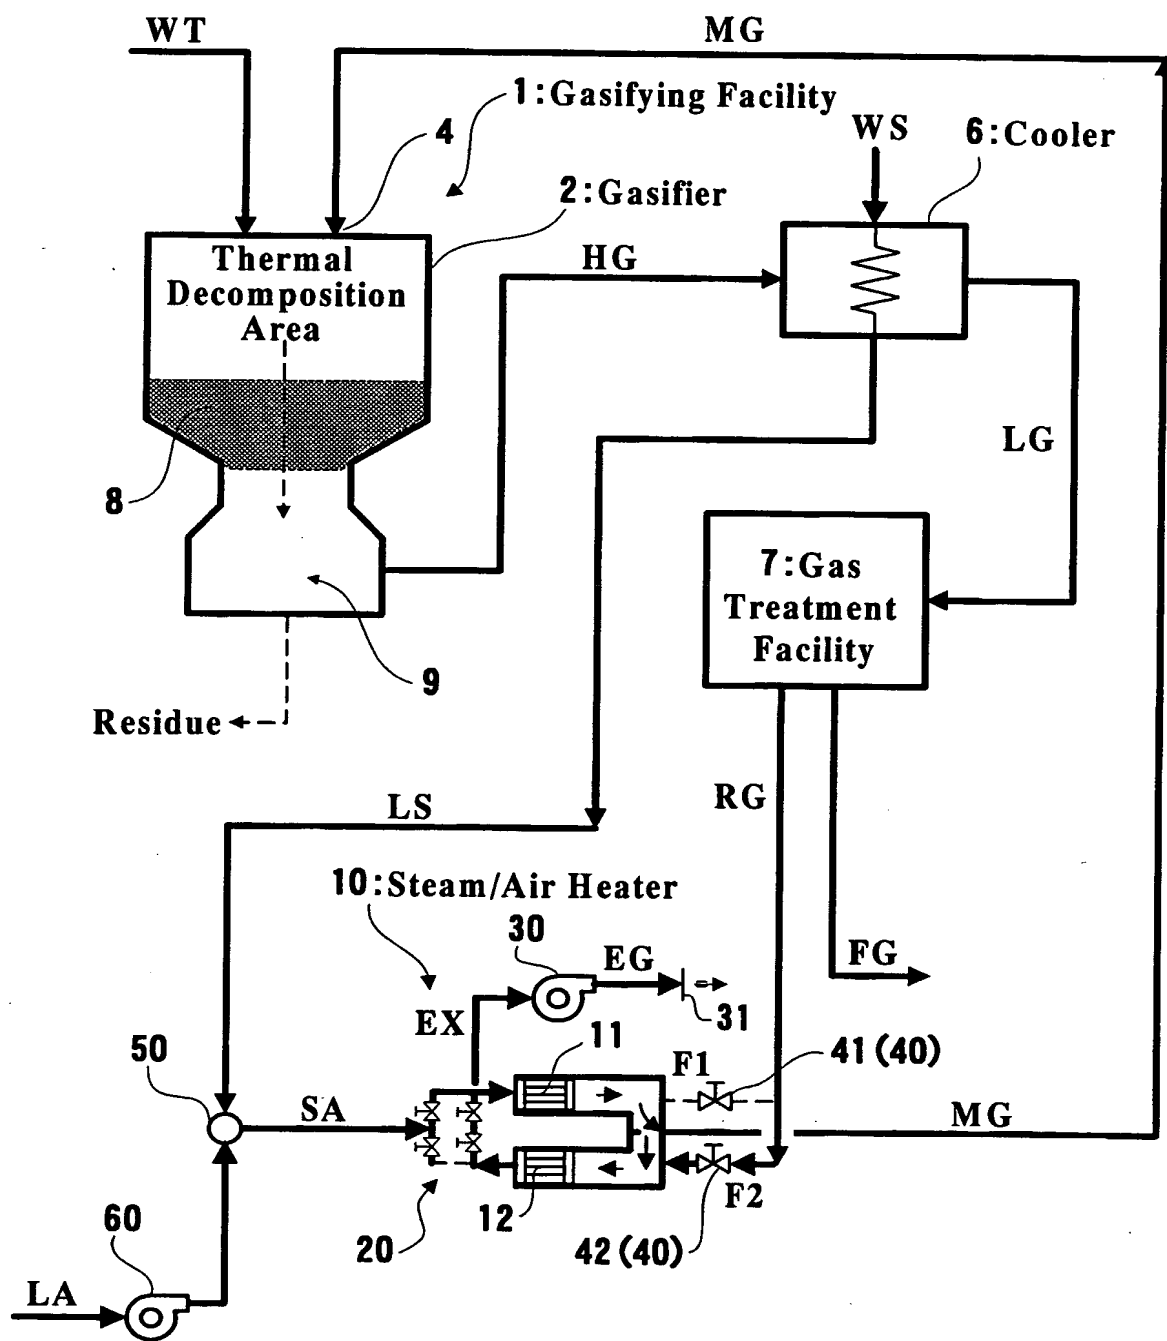 WT
MG
1:Gasifying Facility
4
WS
6:Cooler
2:Gasifier
HG
Thermal
Decomposition
Area
LG
8
7:Gas
Treatment
Facility
9
Residue
RG
LS
10:Steam/Air Heater
30
EG
FG
EX
31
11
F1
41(40)
50
SA
MG
12
F2
20
42(40)
60
LA